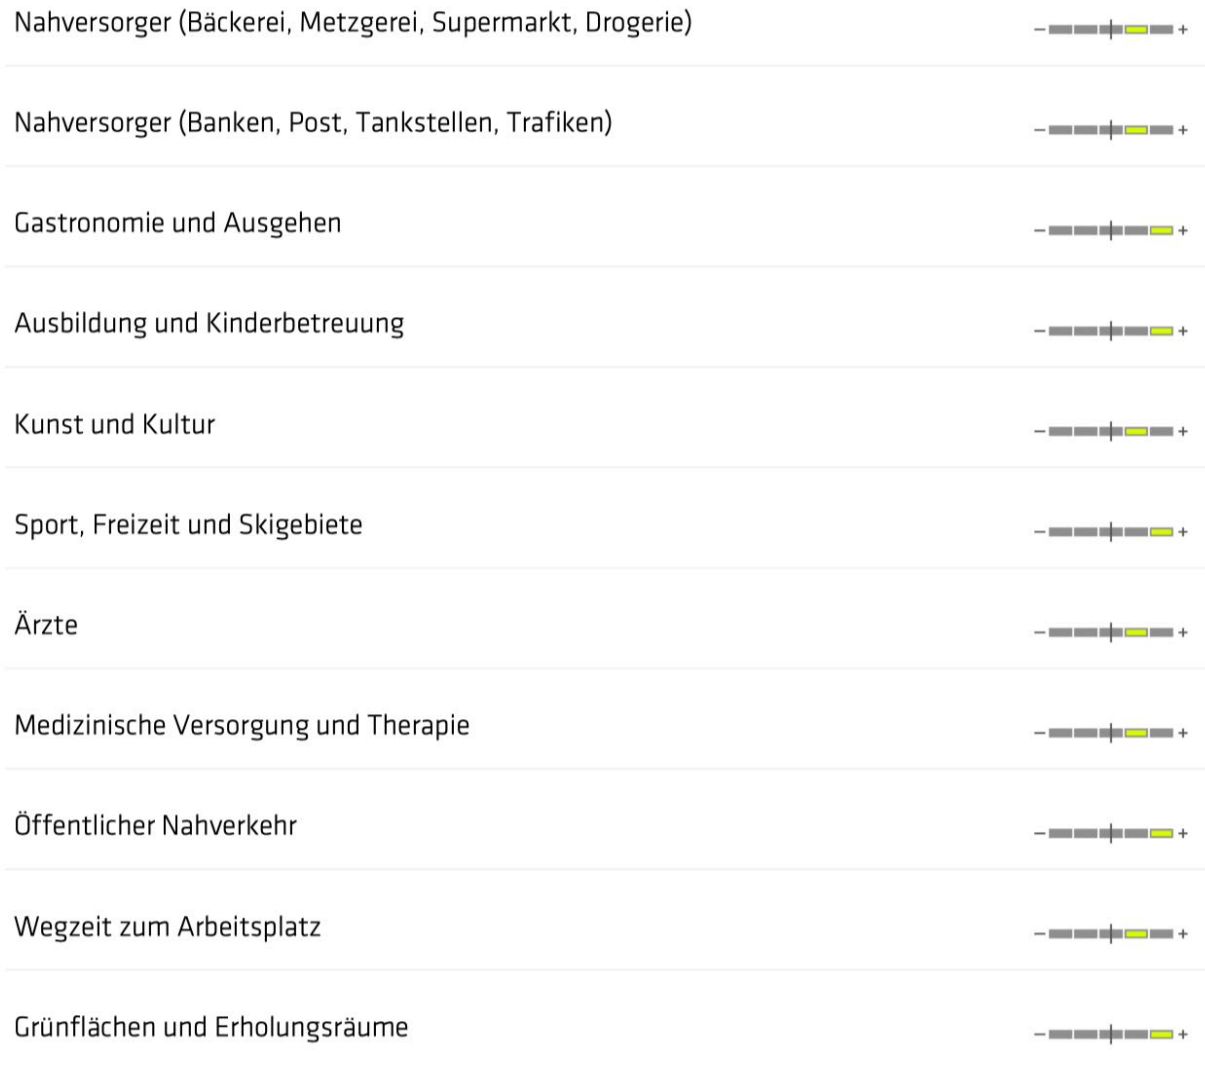 Nahversorger (Bäckerei, Metzgerei, Supermarkt, Drogerie) – +
Nahversorger (Banken, Post, Tankstellen, Trafiken) – +
Gastronomie und Ausgehen – +
Ausbildung und Kinderbetreuung – +
Kunst und Kultur – +
Sport, Freizeit und Skigebiete – +
Ärzte – +
Medizinische Versorgung und Therapie – +
Öffentlicher Nahverkehr – +
Wegzeit zum Arbeitsplatz – +
Grünflächen und Erholungsräume – +